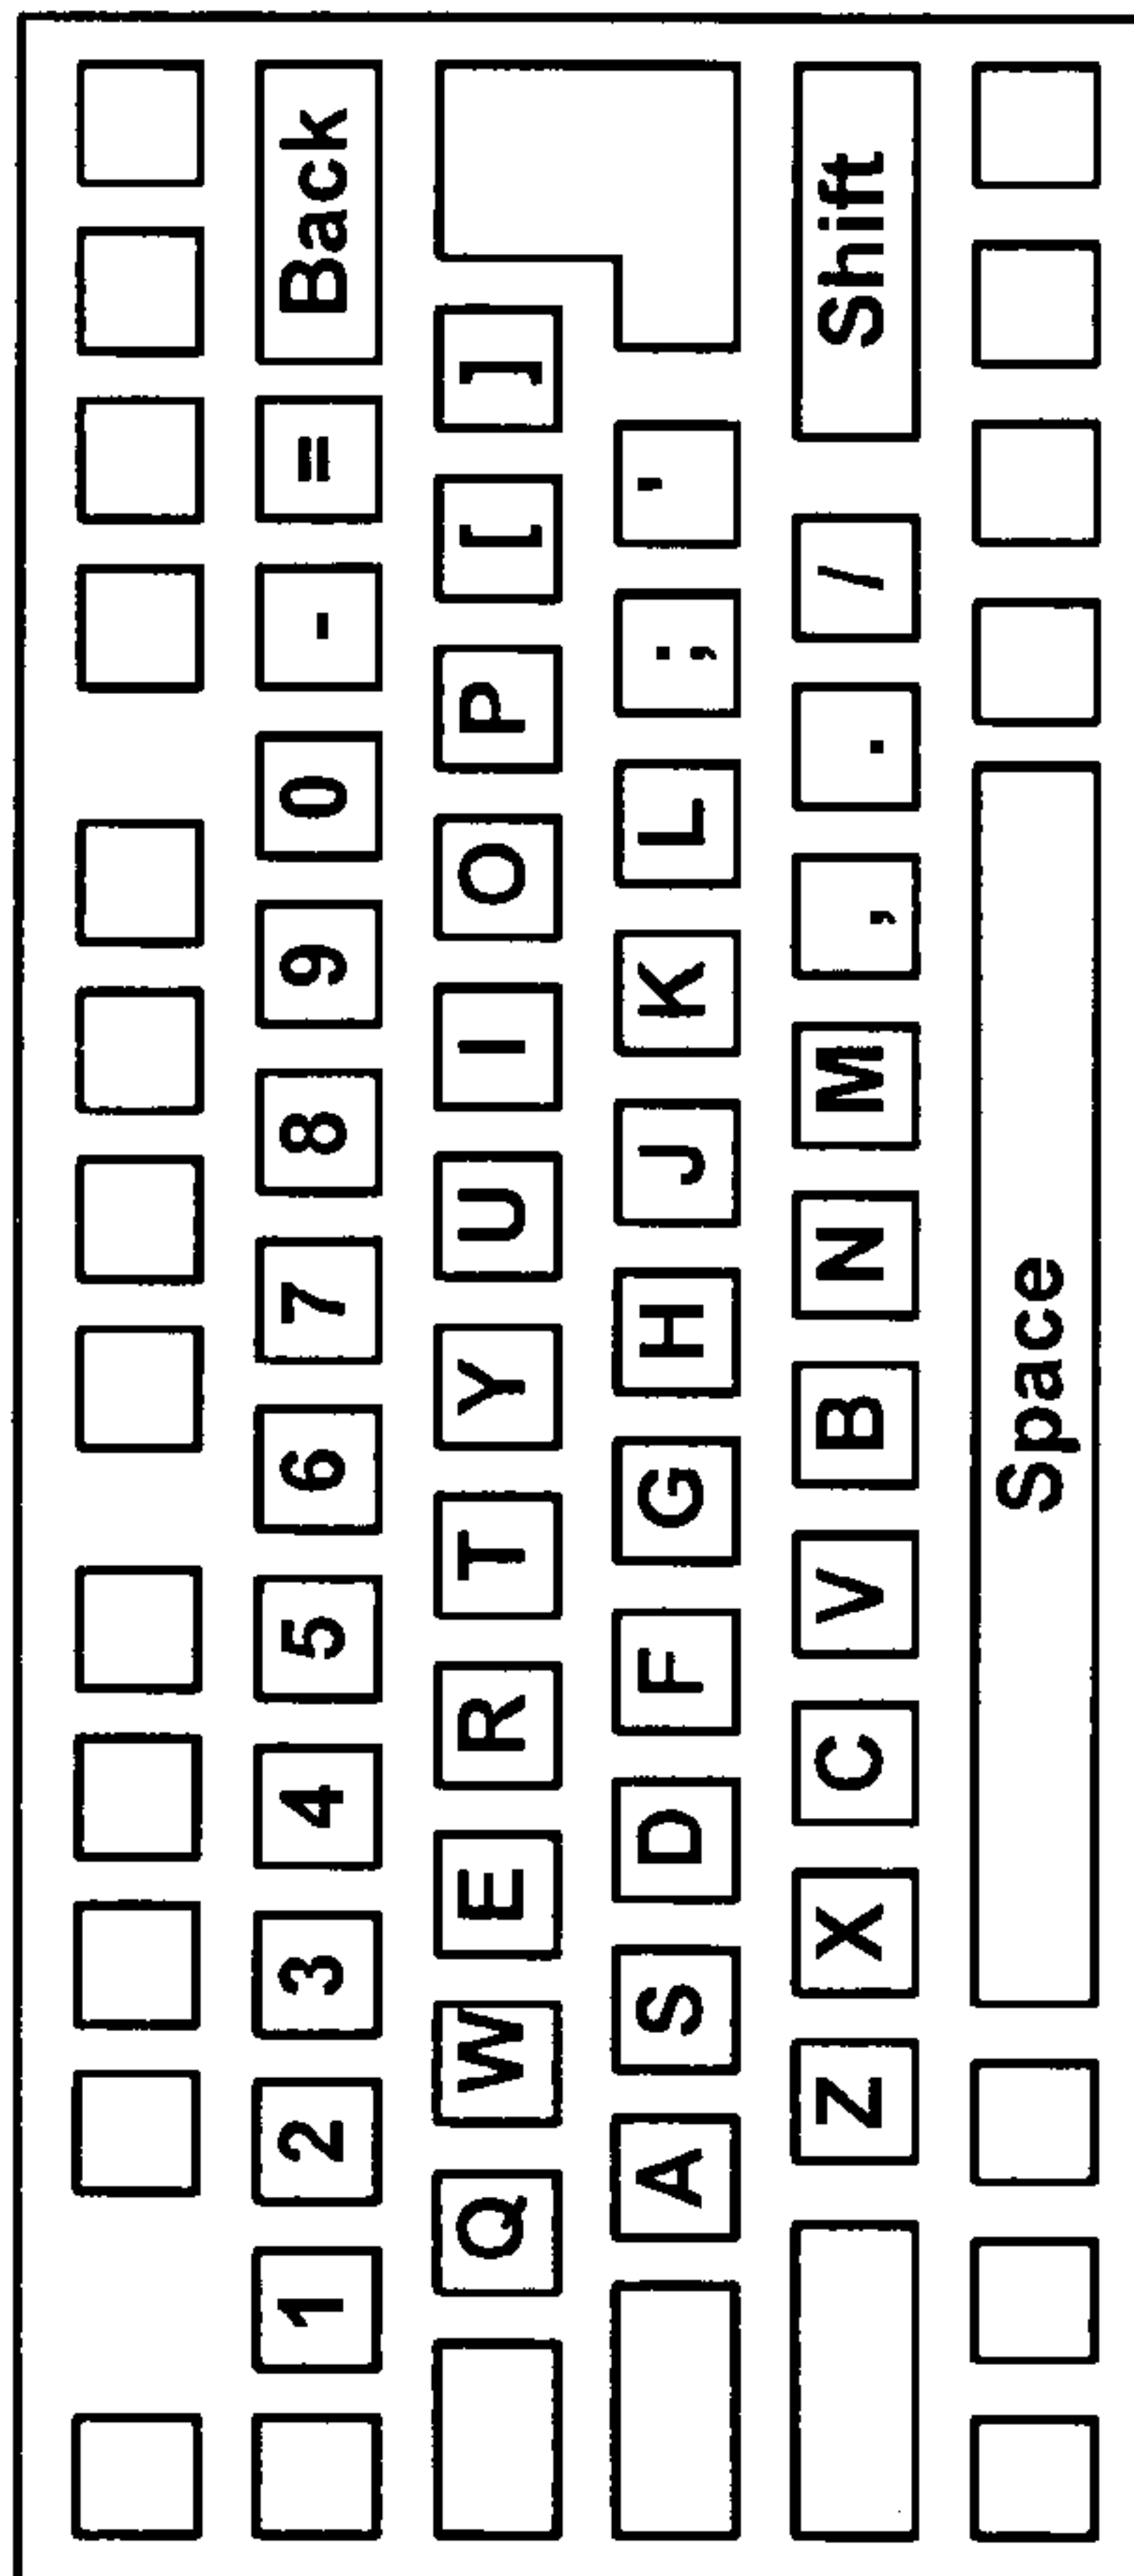 1 2 3 4 5 6 7 8 9 0 - = Back
Q W E R T Y U I O P [ ]
A S D F G H J K L ; '
Z X C V B N M , . / Shift
Space